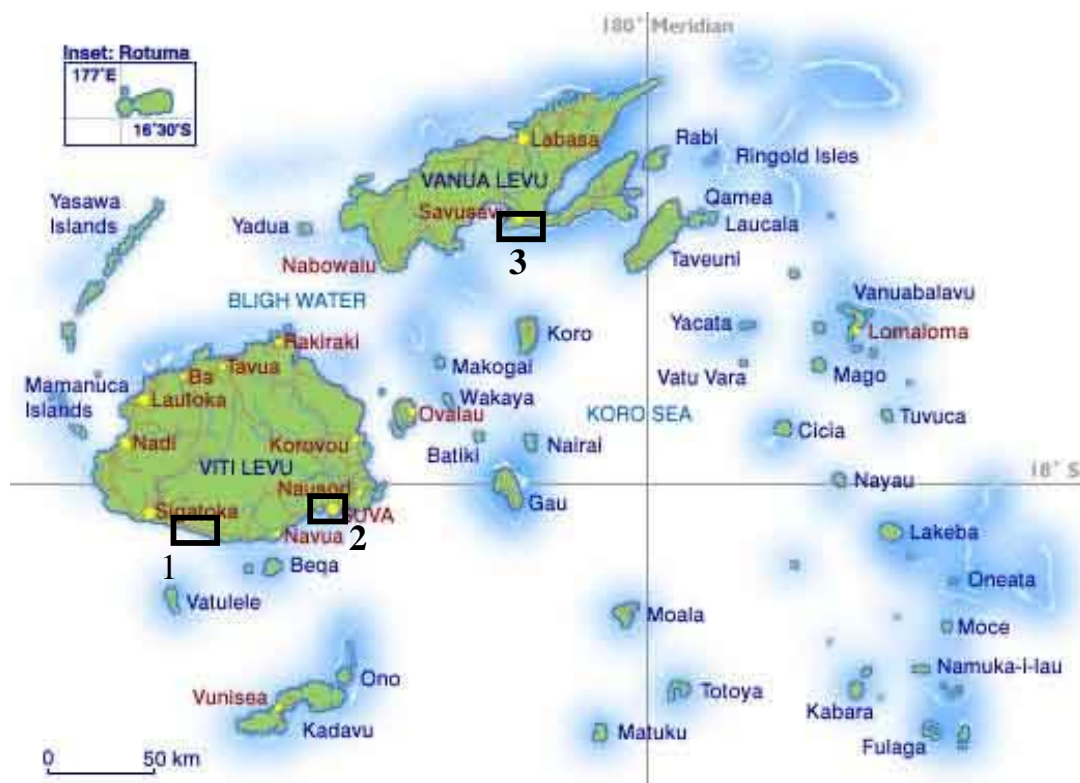 180° Meridian
Inset: Rotuma
177°E
16°30'S
Labasa
Rabi
Ringold Isles
VANUA LEVU
Yasawa
Islands
Qamea
Savusav
Laucala
Yadua
3
Taveuni
Nabowalu
Vanuabalavu
BLIGH WATER
Yacata
Lomaloma
Koro
Rakiraki
Makogai
Tavua
Vatu Vara
Mago
Ba
Mamanuca
Islands
Wakaya
Lautoka
Ovalau
KORO SEA
Tuvuca
Cicia
Nadi
Korovou
Batiki
Nairai
VITI LEVU
18° S
Nausori
Nayau
Gau
Sigatoka
SUVA
Navua
2
Lakeba
1
Beqa
Oneata
Vatulele
Moala
Moce
Namuka-i-lau
Ono
Vunisea
Totoya
Kabara
Kadavu
Matuku
Fulaga
0
50 km